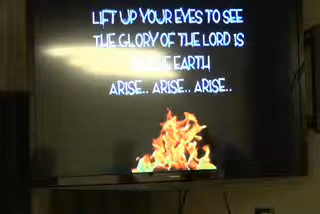 LIFT UP YOUR EYES TO SEE
THE GLORY OF THE LORD IS
EARTH
ARISE.. ARISE.. ARISE..